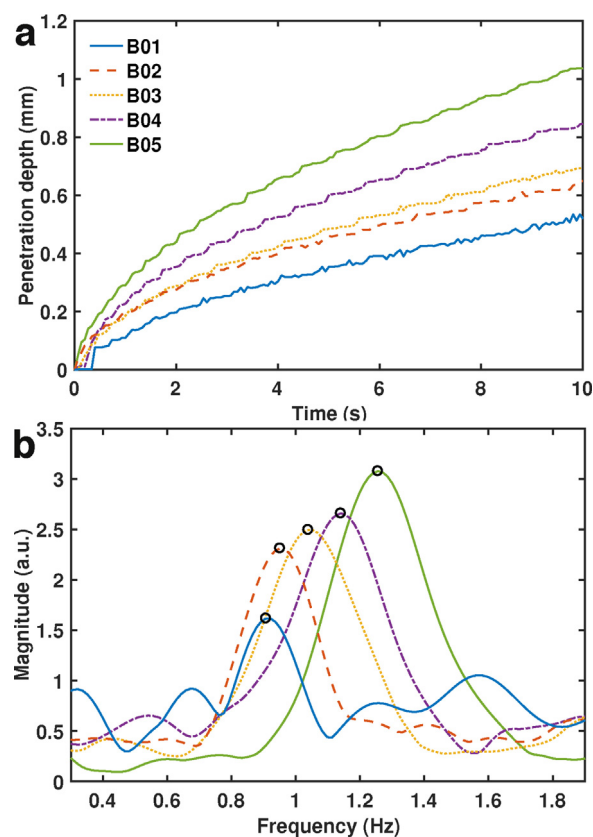 a
1.2
1
0.8
0.6
0.4
0.2
0
Penetration depth (mm)
B01
B02
B03
B04
B05
0 2 4 6 8 10
Time (s)
b
3.5
3
2.5
2
1.5
1
0.5
0
Magnitude (a.u.)
0.4 0.6 0.8 1 1.2 1.4 1.6 1.8
Frequency (Hz)